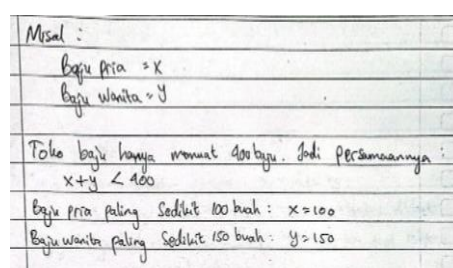 Misal :
Baju pria = x
Baju wanita = y
Toko baju hanya memuat 400 baju. Jadi persamaannya :
x+y < 400
Baju pria paling sedikit 100 buah : x = 100
Baju wanita paling sedikit 150 buah : y = 150